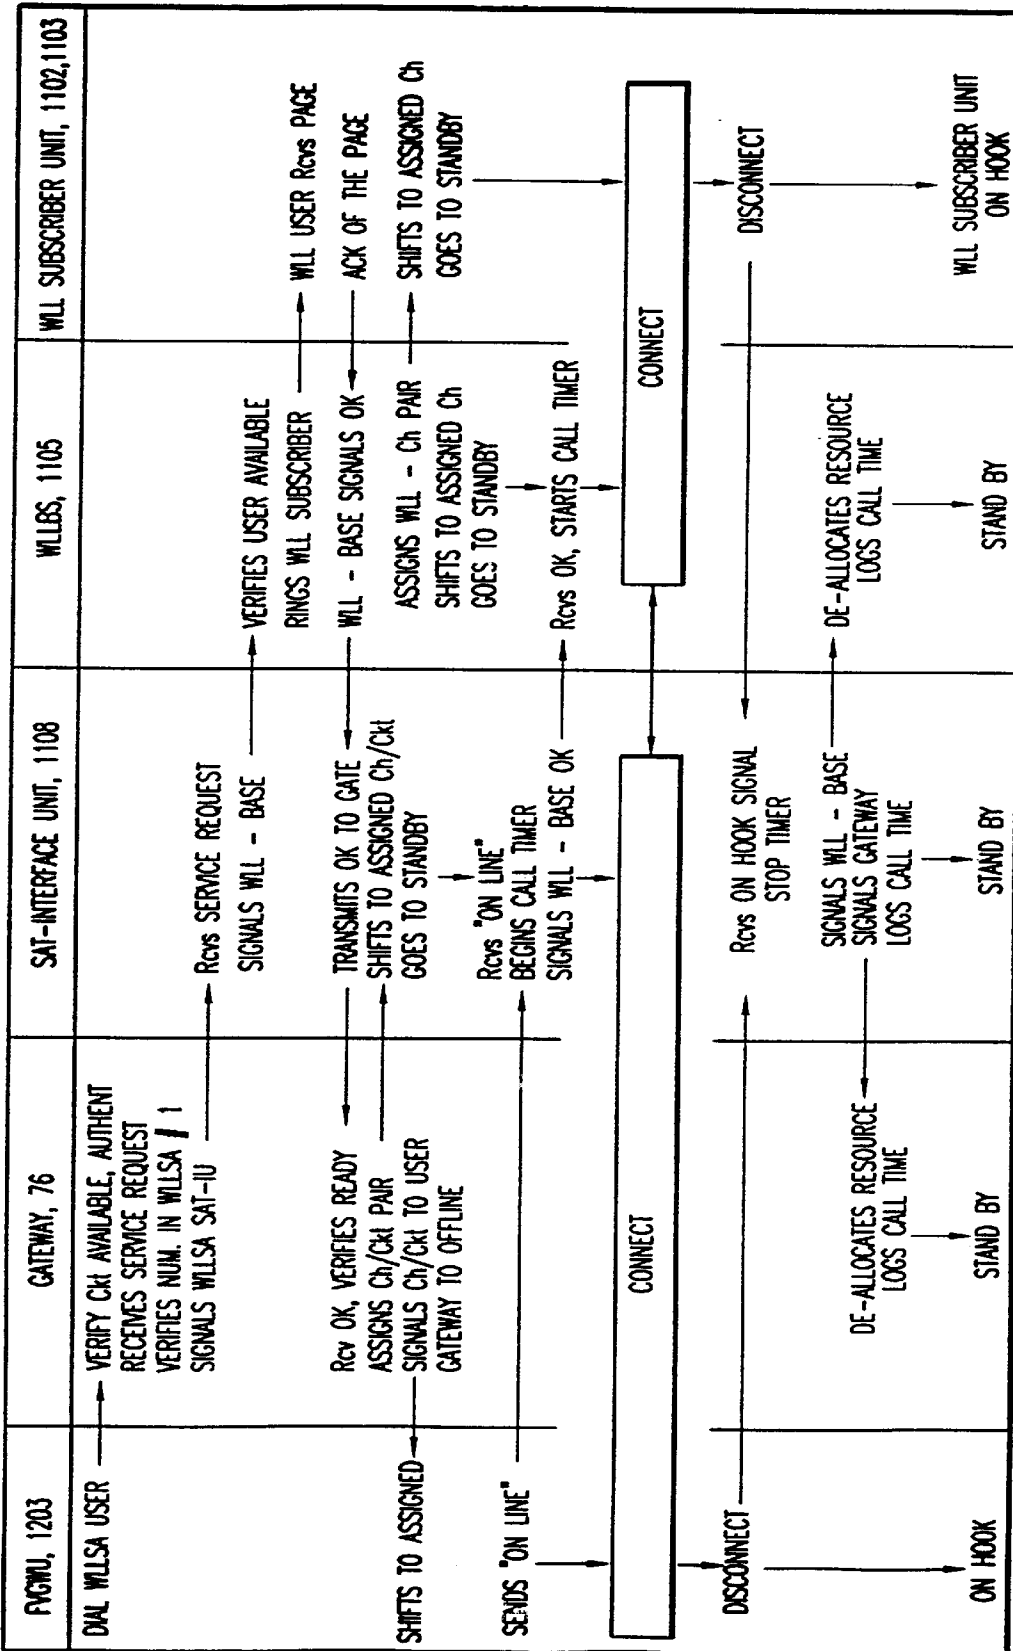 FVGWU, 1203
GATEWAY, 76
SAT-INTERFACE UNIT, 1108
WLLBS, 1105
WLL SUBSCRIBER UNIT, 1102,1103
DIAL WLLSA USER
VERIFY Ckt AVAILABLE, AUTHENT
RECEIVES SERVICE REQUEST
VERIFIES NUM. IN WLLSA
SIGNALS WLLSA SAT-IU
Rcvs SERVICE REQUEST
SIGNALS WLL - BASE
VERIFIES USER AVAILABLE
RINGS WLL SUBSCRIBER
WLL USER Rcvs PAGE
ACK OF THE PAGE
WLL - BASE SIGNALS OK
TRANSMITS OK TO GATE
Rcv OK, VERIFIES READY
ASSIGNS Ch/Ckt PAIR
SIGNALS Ch/Ckt TO USER
GATEWAY TO OFFLINE
SHIFTS TO ASSIGNED Ch/Ckt
GOES TO STANDBY
ASSIGNS WLL - Ch PAIR
SHIFTS TO ASSIGNED Ch
GOES TO STANDBY
SHIFTS TO ASSIGNED Ch
GOES TO STANDBY
SHIFTS TO ASSIGNED
SENDS "ON LINE"
Rcvs "ON LINE"
BEGINS CALL TIMER
SIGNALS WLL - BASE OK
Rcvs OK, STARTS CALL TIMER
CONNECT
CONNECT
DISCONNECT
Rcvs ON HOOK SIGNAL
STOP TIMER
DISCONNECT
SIGNALS WLL - BASE
SIGNALS GATEWAY
LOGS CALL TIME
DE-ALLOCATES RESOURCE
LOGS CALL TIME
DE-ALLOCATES RESOURCE
LOGS CALL TIME
ON HOOK
STAND BY
STAND BY
STAND BY
WLL SUBSCRIBER UNIT
ON HOOK